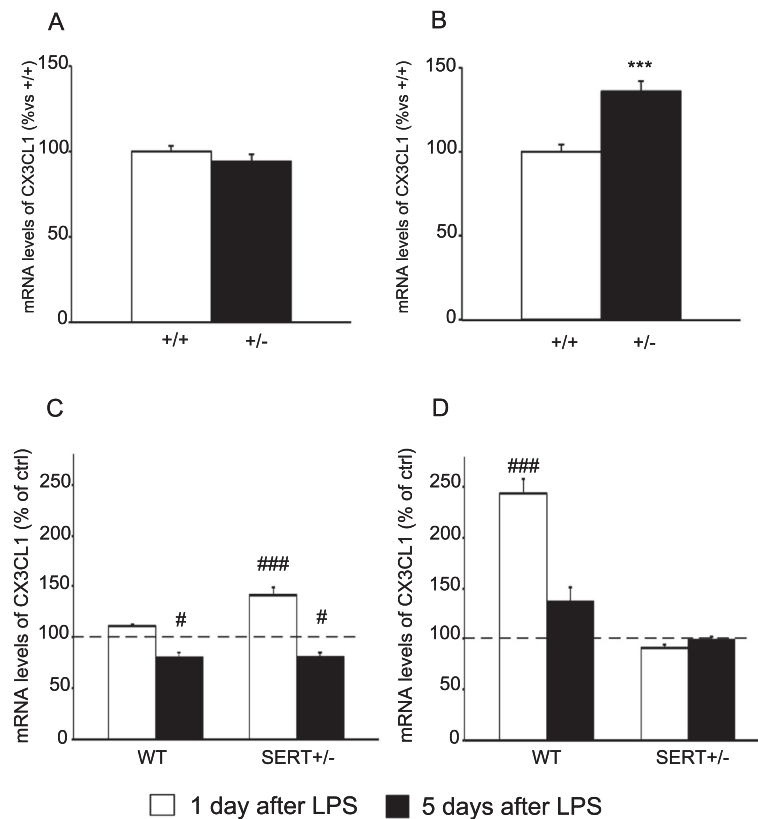 A
mRNA levels of CX3CL1 (%vs +/+)
150
100
50
0
+/+ +/-
B
mRNA levels of CX3CL1 (%vs +/+)
150
***
100
50
0
+/+ +/-
C
mRNA levels of CX3CL1 (% of ctrl)
250
200
150
100
50
0
#
###
#
WT SERT+/-
D
mRNA levels of CX3CL1 (% of ctrl)
250
200
150
100
50
0
###
WT SERT+/-
1 day after LPS 5 days after LPS